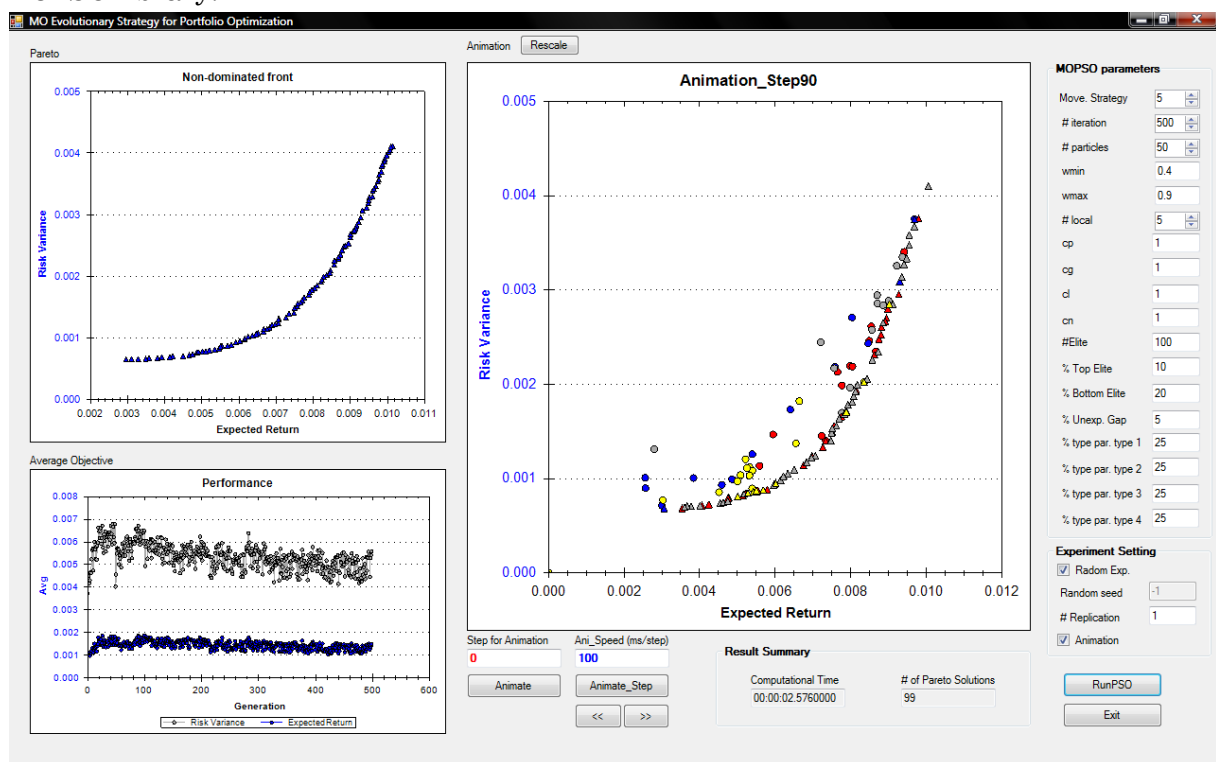 MO Evolutionary Strategy for Portfolio Optimization
Pareto
Non-dominated front
0.005
0.004
0.003
0.002
0.001
0.000
Risk Variance
0.002 0.003 0.004 0.005 0.006 0.007 0.008 0.009 0.010 0.011
Expected Return
Average Objective
Performance
0.008
0.007
0.006
0.005
0.004
0.003
0.002
0.001
0.000
Avg
0 100 200 300 400 500 600
Generation
Risk Variance ExpectedReturn
Animation Rescale
Animation_Step90
0.005
0.004
0.003
0.002
0.001
0.000
Risk Variance
0.000 0.002 0.004 0.006 0.008 0.010 0.012
Expected Return
Step for Animation Ani_Speed (ms/step)
0 100
Animate Animate_Step
<< >>
Result Summary
Computational Time # of Pareto Solutions
00:00:02.5760000 99
MOPSO parameters
Move. Strategy 5
# iteration 500
# particles 50
wmin 0.4
wmax 0.9
# local 5
cp 1
cg 1
cl 1
cn 1
#Elite 100
% Top Elite 10
% Bottom Elite 20
% Unexp. Gap 5
% type par. type 1 25
% type par. type 2 25
% type par. type 3 25
% type par. type 4 25
Experiment Setting
Radom Exp.
Random seed -1
# Replication 1
Animation
RunPSO
Exit